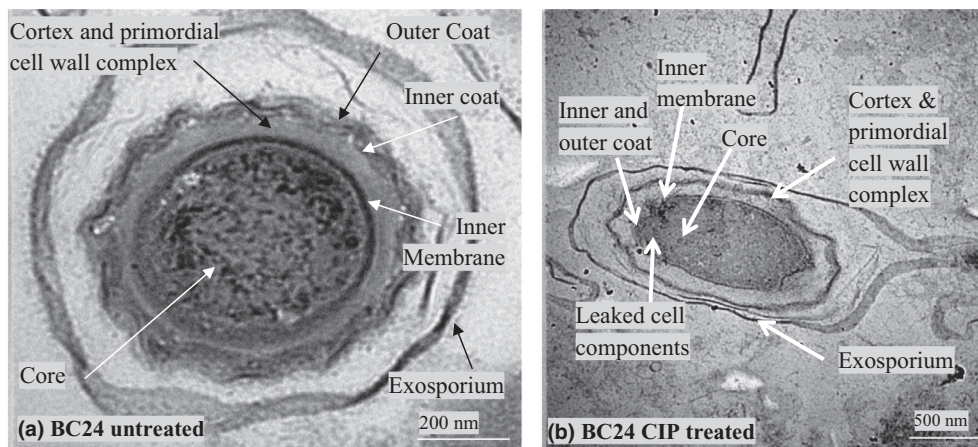 Cortex and primordial
cell wall complex
Outer Coat
Inner coat
Inner
Membrane
Core
Exosporium
(a) BC24 untreated
200 nm
Inner
membrane
Inner and
outer coat
Core
Cortex &
primordial
cell wall
complex
Leaked cell
components
Exosporium
(b) BC24 CIP treated
500 nm